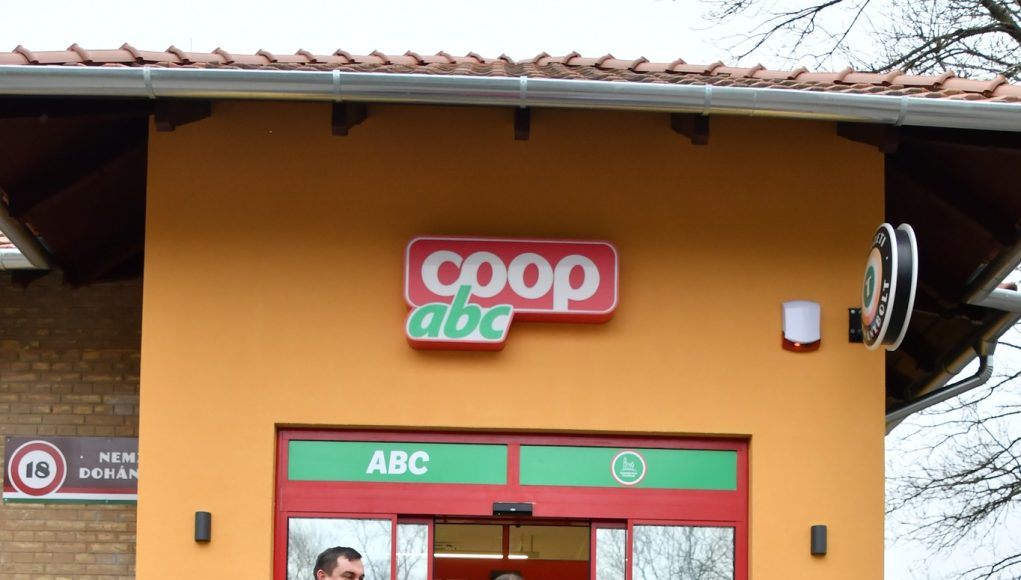 coop
abc
ABC
18
NEM
DOHÁN